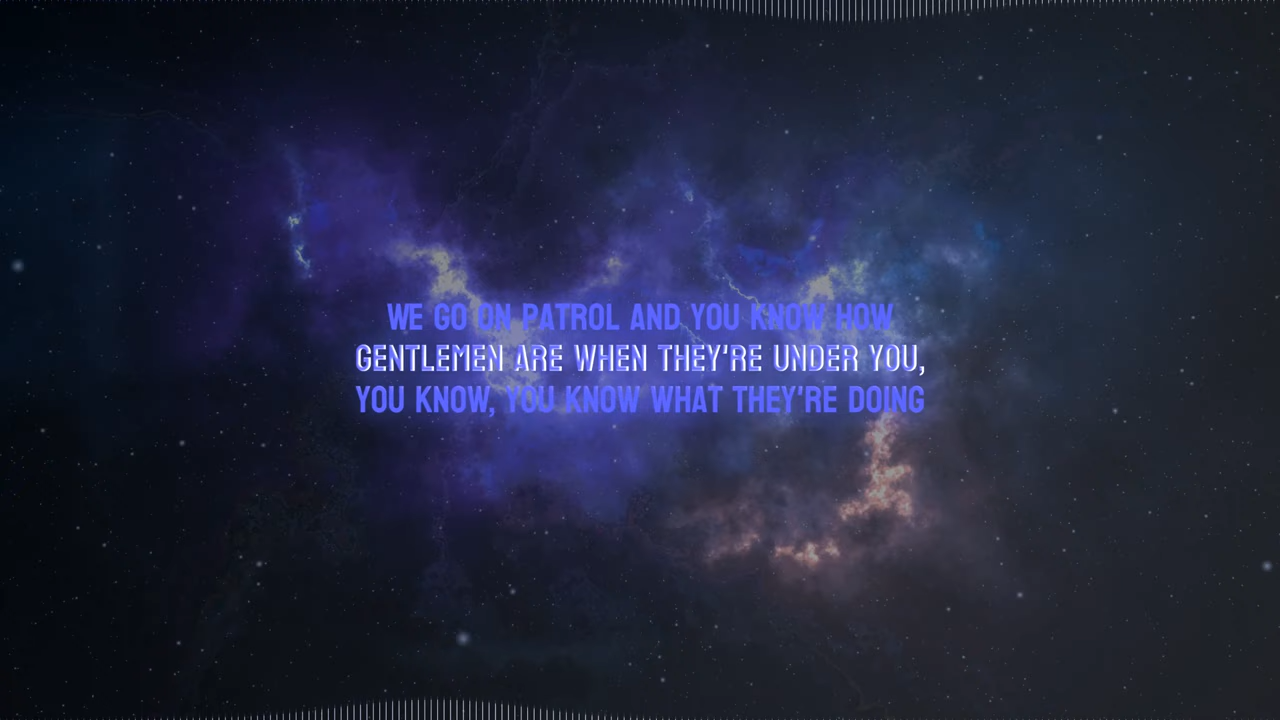 WE GO ON PATROL AND YOU KNOW HOW
GENTLEMEN ARE WHEN THEY'RE UNDER YOU,
YOU KNOW, YOU KNOW WHAT THEY'RE DOING